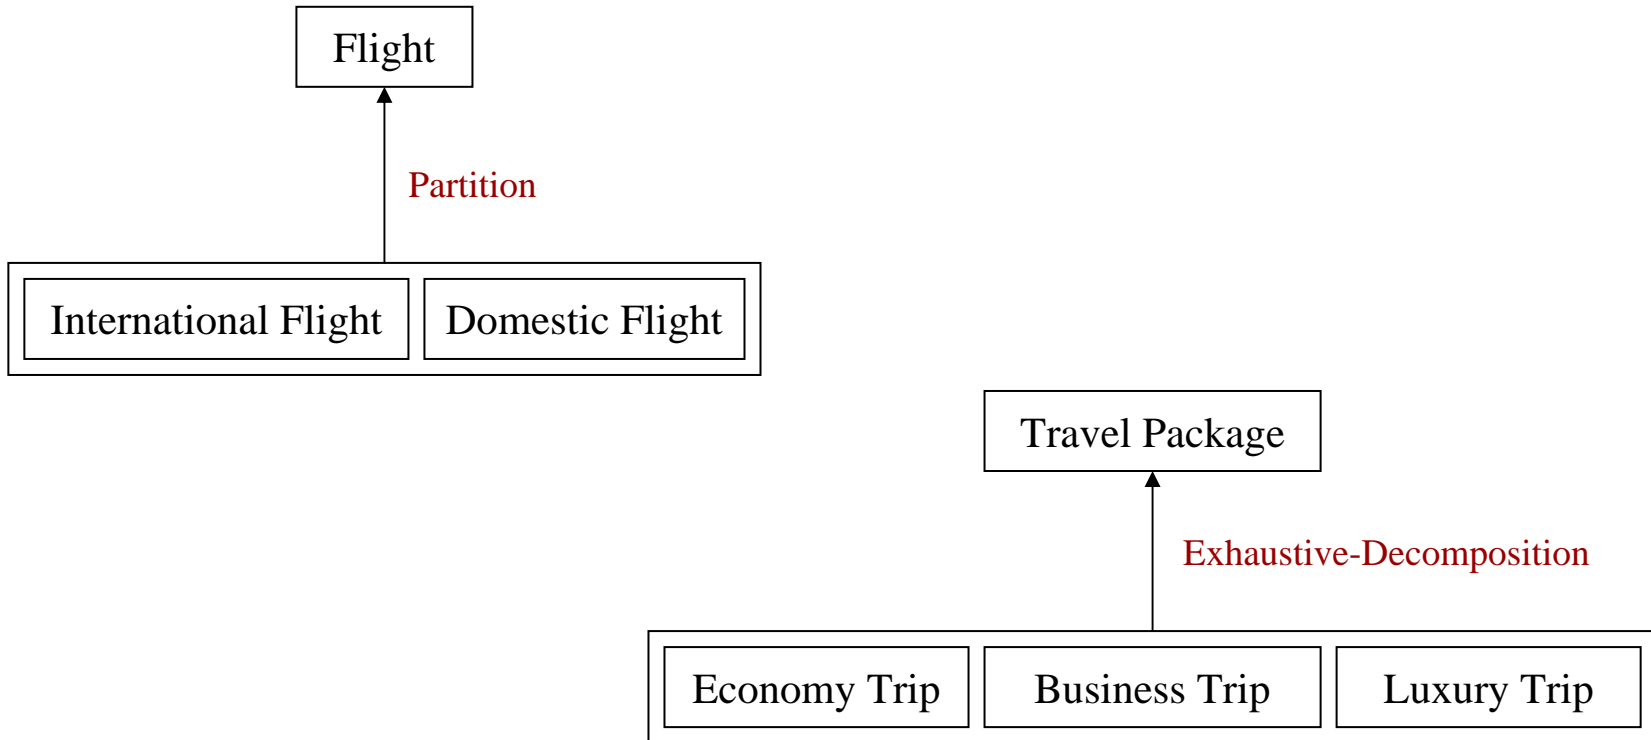 Flight
Partition
International Flight
Domestic Flight
Travel Package
Exhaustive-Decomposition
Economy Trip
Business Trip
Luxury Trip